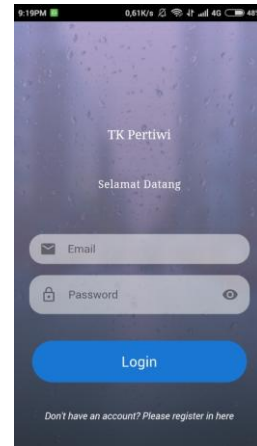 9:19PM 0,61K/s 4G 48%
TK Pertiwi
Selamat Datang
Email
Password
Login
Don't have an account? Please register in here